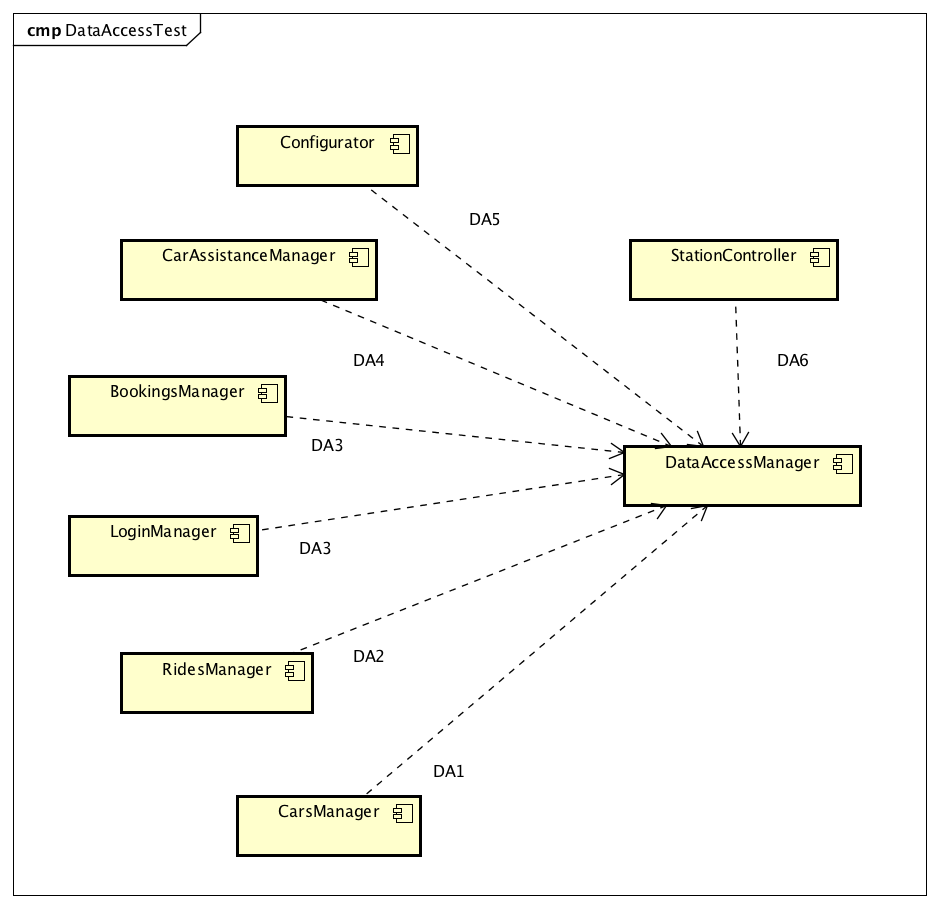 cmp DataAccessTest
Configurator
DA5
CarAssistanceManager
StationController
DA4
DA6
BookingsManager
DA3
DataAccessManager
LoginManager
DA3
RidesManager
DA2
DA1
CarsManager